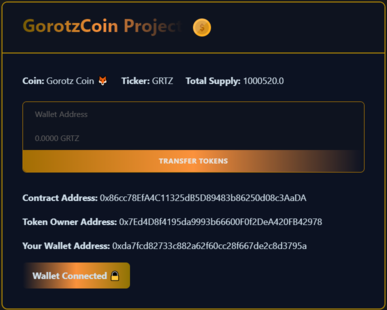 GorotzCoin Project
Coin: Gorotz Coin 🦊 Ticker: GRTZ Total Supply: 1000520.0
Wallet Address
0.0000 GRTZ
TRANSFER TOKENS
Contract Address: 0x86cc78EfA4C11325dB5D89483b86250d08c3AaDA
Token Owner Address: 0x7Ed4D8f4195da9993b66600F0f2DeA420FB42978
Your Wallet Address: 0xda7fcd82733c882a62f60cc28f667de2c8d3795a
Wallet Connected 🔒